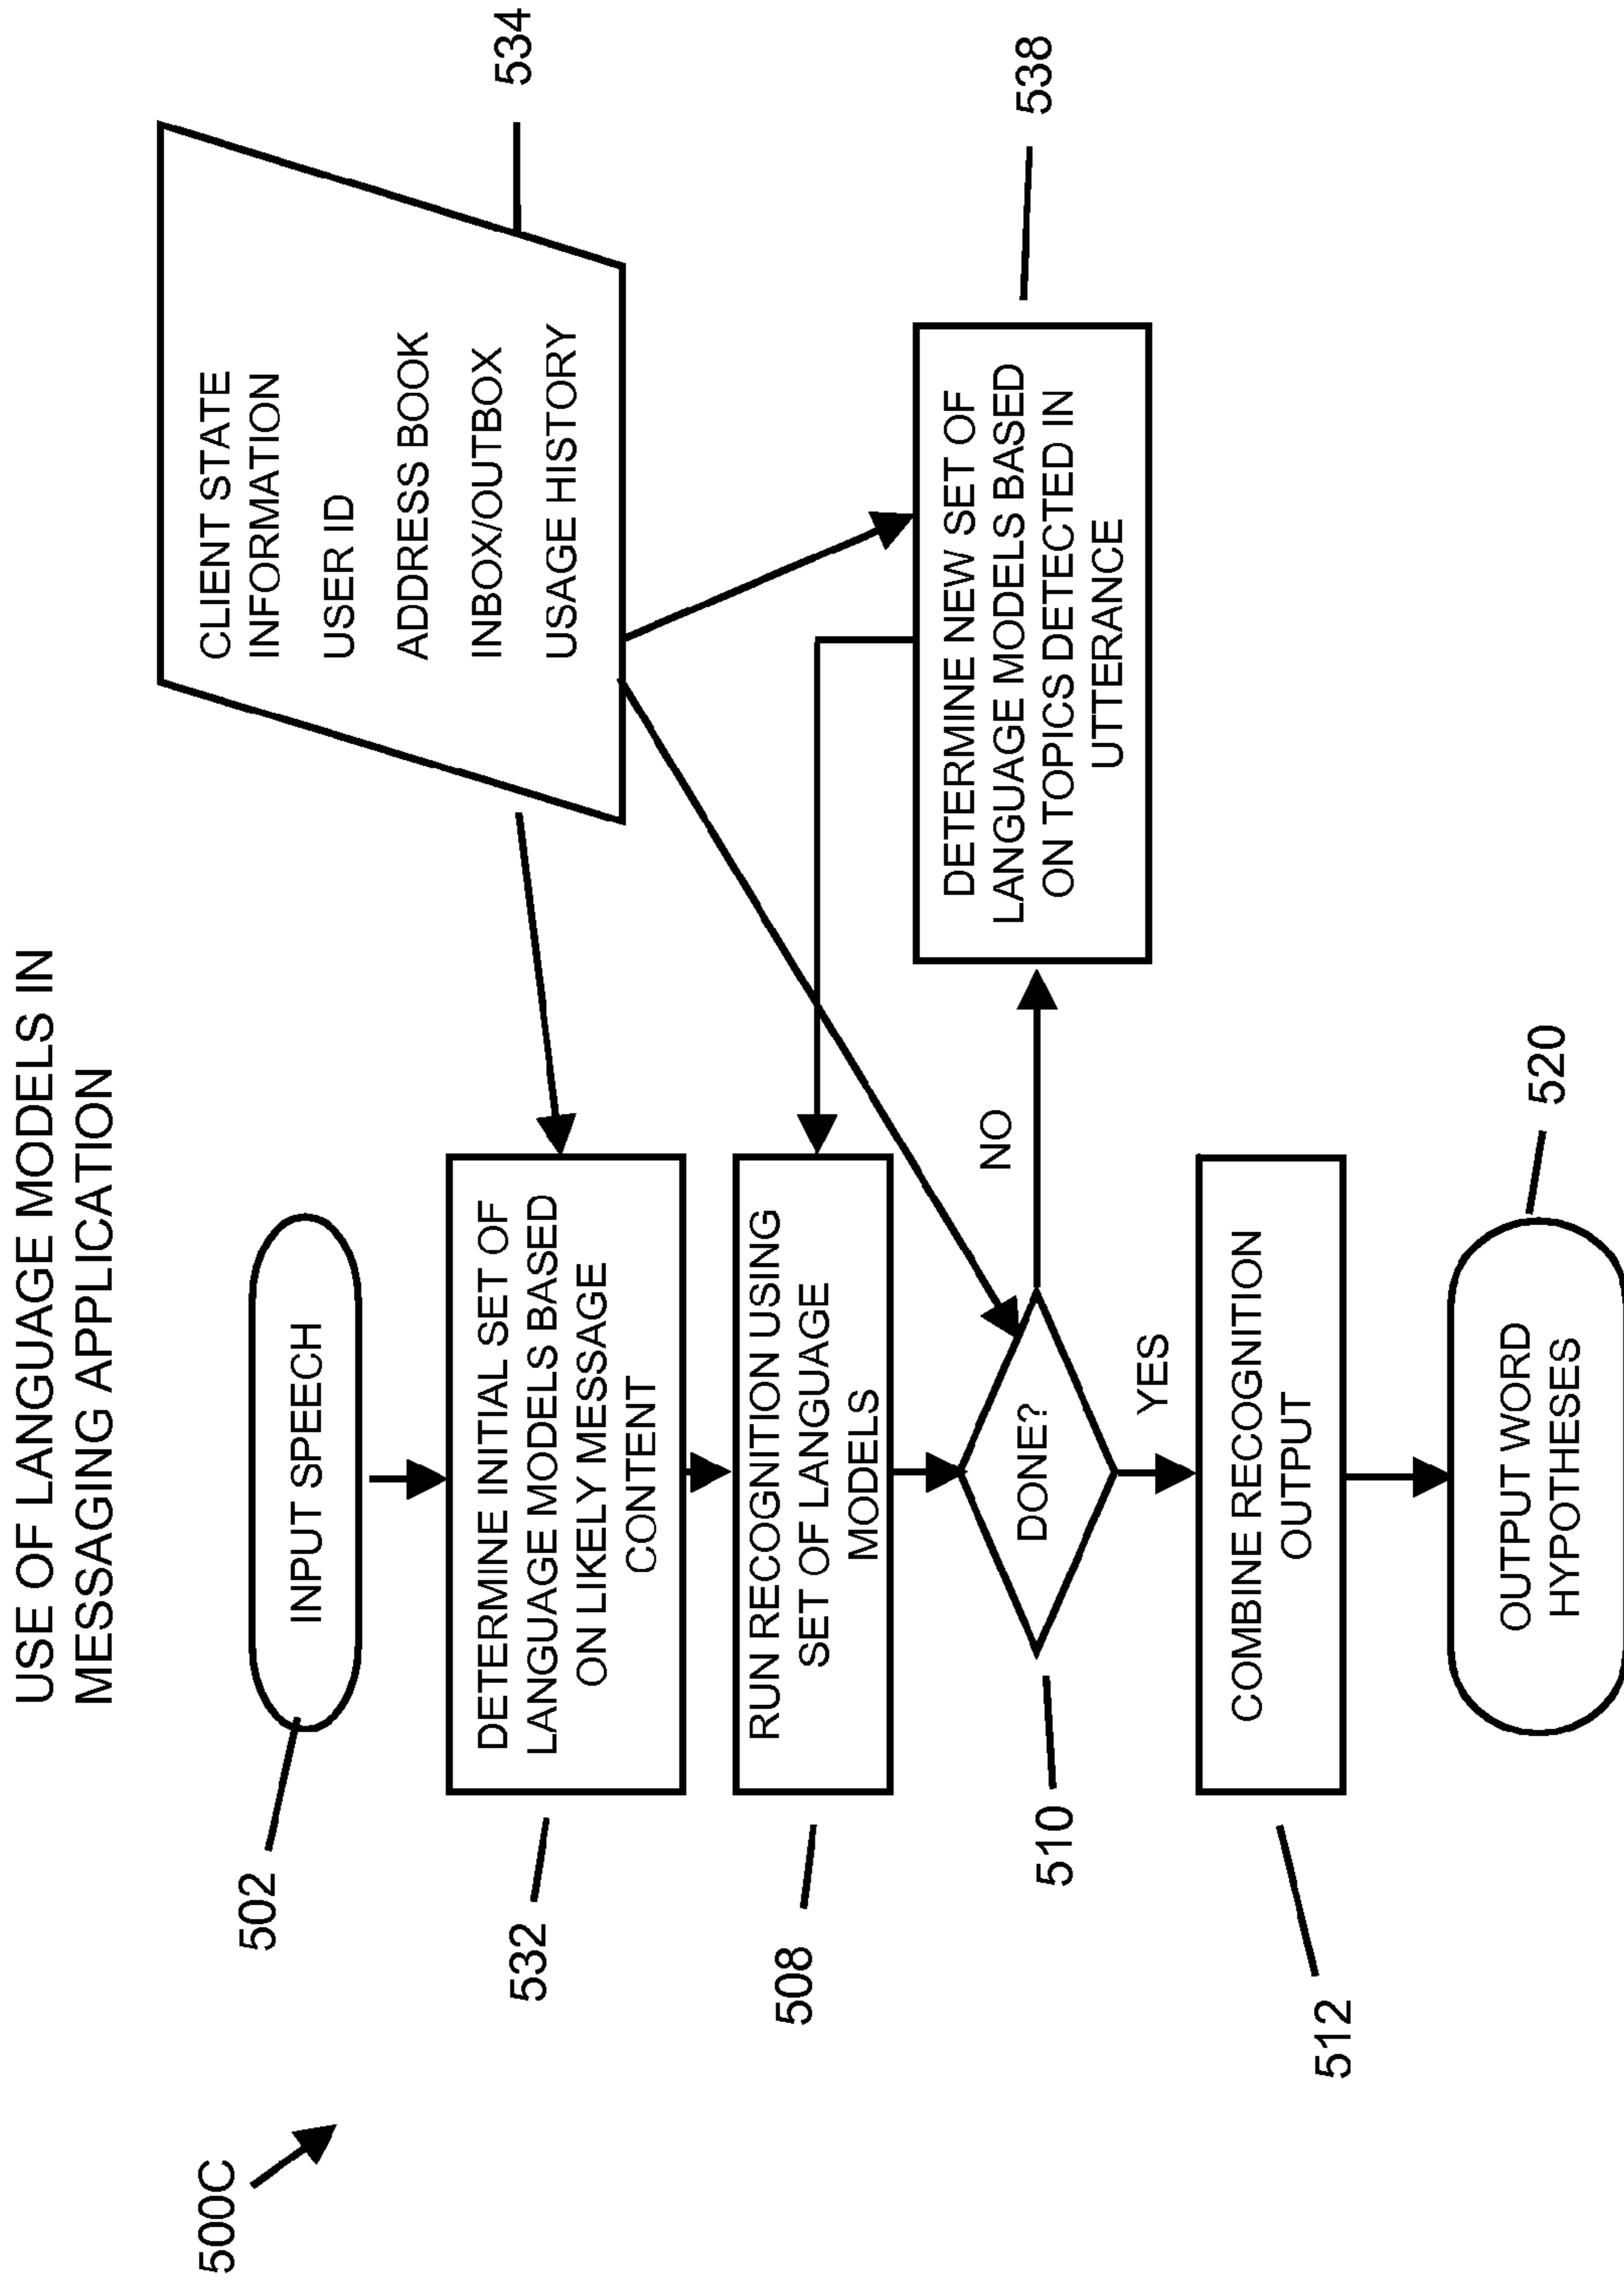 USE OF LANGUAGE MODELS IN
MESSAGING APPLICATION
500C
502
INPUT SPEECH
534
CLIENT STATE
INFORMATION
USER ID
ADDRESS BOOK
INBOX/OUTBOX
USAGE HISTORY
532
DETERMINE INITIAL SET OF
LANGUAGE MODELS BASED
ON LIKELY MESSAGE
CONTENT
508
RUN RECOGNITION USING
SET OF LANGUAGE
MODELS
538
DETERMINE NEW SET OF
LANGUAGE MODELS BASED
ON TOPICS DETECTED IN
UTTERANCE
510
DONE?
NO
YES
512
COMBINE RECOGNITION
OUTPUT
520
OUTPUT WORD
HYPOTHESES